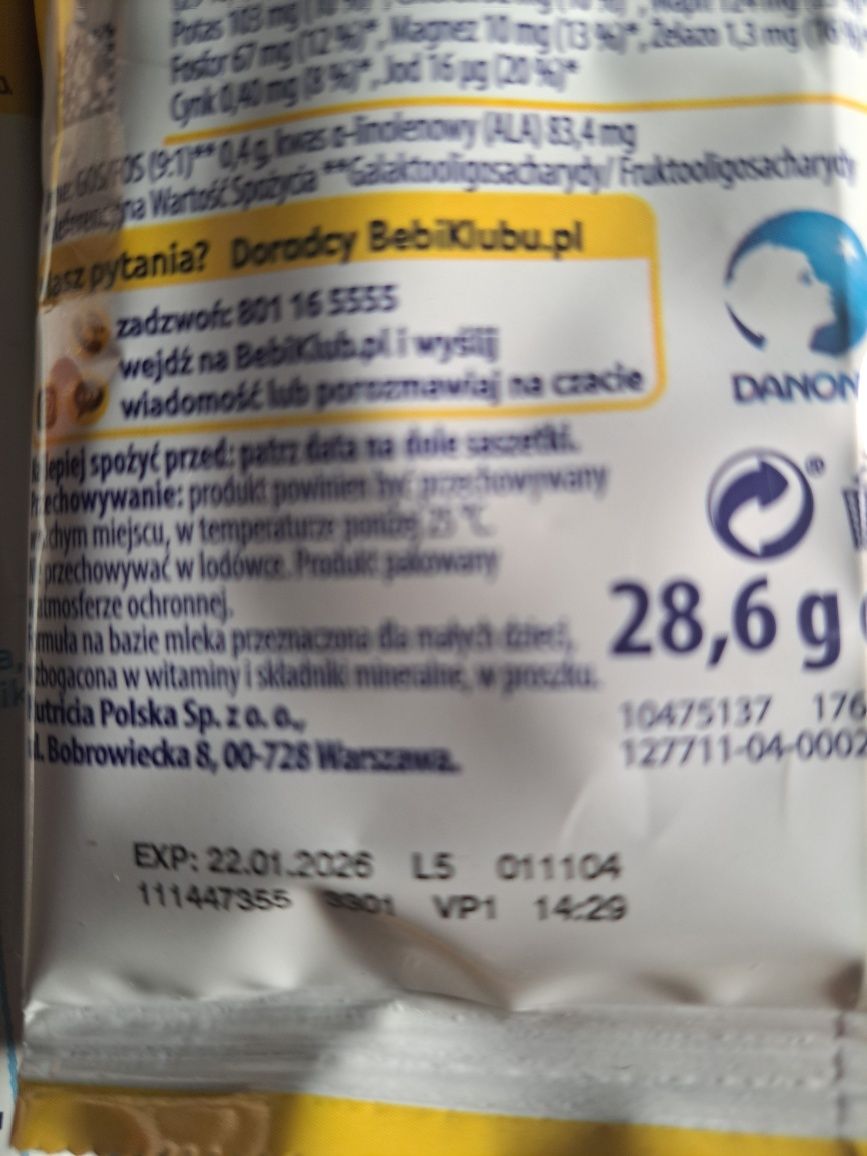 Potas 103 mg
Fosfor 67 mg (12 %)*, Magnez 10 mg (13 %)*, Żelazo 1,3 mg
Cynk 0,40 mg (8 %)*, Jod 16 µg (20 %)*
(9:1)** 0,4 g, kwas α-linolenowy (ALA) 83,4 mg
Wartość Spożycia **Galaktooligosacharydy/ Fruktooligosacharydy
pytania? Doradcy BebiKlubu.pl
zadzwoń: 801 16 5555
wejdź na BebiKlub.pl i wyślij
wiadomość lub porozmawiaj na czacie
DANON
epiej spożyć przed: patrz data na dnie saszetki.
echowywanie: produkt powinien być przechowywany
chym miejscu, w temperaturze poniżej 25 °C.
przechowywać w lodówce. Produkt pakowany
atmosferze ochronnej.
rmuła na bazie mleka przeznaczona dla małych dzieci,
zbogacona w witaminy i składniki mineralne, w proszku.
utricia Polska Sp. z o. o.,
ul. Bobrowiecka 8, 00-728 Warszawa.
®
28,6 g
10475137 176
127711-04-0002
EXP: 22.01.2026 L5 011104
111447355 3301 VP1 14:29